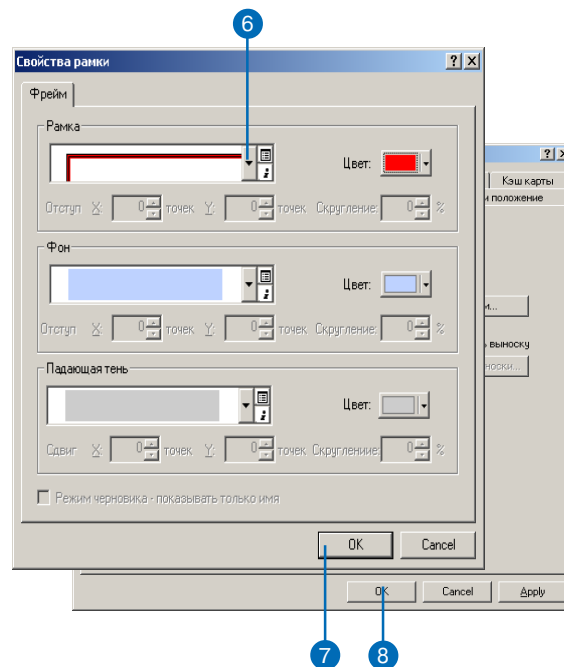 6
Свойства рамки
Фрейм
Рамка
Цвет:
Отступ X: 0 точек Y: 0 точек Скругление: 0 %
Фон
Цвет:
Отступ X: 0 точек Y: 0 точек Скругление: 0 %
Падающая тень
Цвет:
Сдвиг X: 0 точек Y: 0 точек Скруглениие: 0 %
Режим черновика - показывать только имя
OK Cancel
Кэш карты
и положение
и...
ь выноску
носки...
OK Cancel Apply
7 8